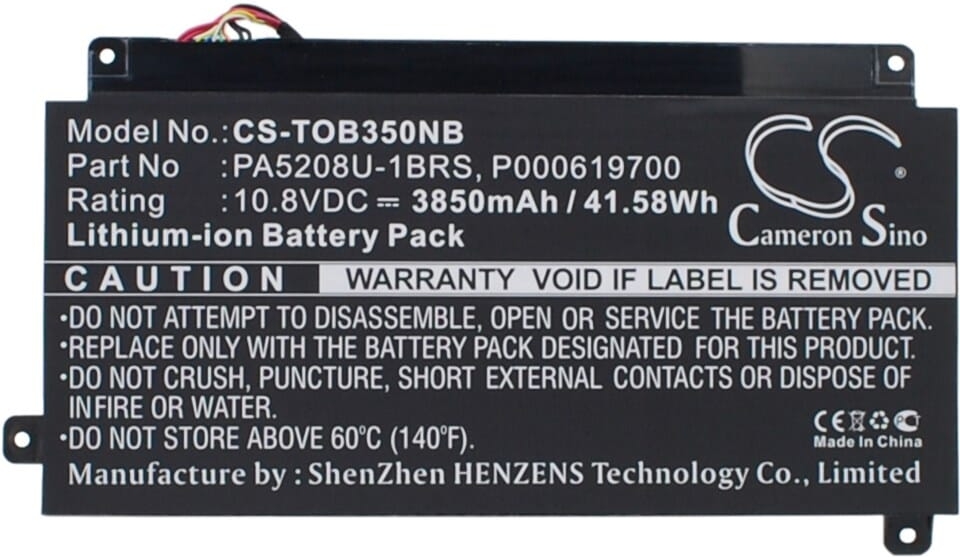 Model No.:CS-TOB350NB
Part No :PA5208U-1BRS, P000619700
Rating :10.8VDC ⎓ 3850mAh / 41.58Wh
Lithium-ion Battery Pack
CS ®
Cameron Sino
CAUTION WARRANTY VOID IF LABEL IS REMOVED
•DO NOT ATTEMPT TO DISASSEMBLE, OPEN OR SERVICE THE BATTERY PACK.
•REPLACE ONLY WITH THE BATTERY PACK DESIGNATED FOR THIS PRODUCT.
•DO NOT CRUSH, PUNCTURE, SHORT EXTERNAL CONTACTS OR DISPOSE OF
IN FIRE OR WATER.
•DO NOT STORE ABOVE 60°C (140°F).
CE
Made In China
Manufactured by : ShenZhen HENZENS Technology Co., Limited